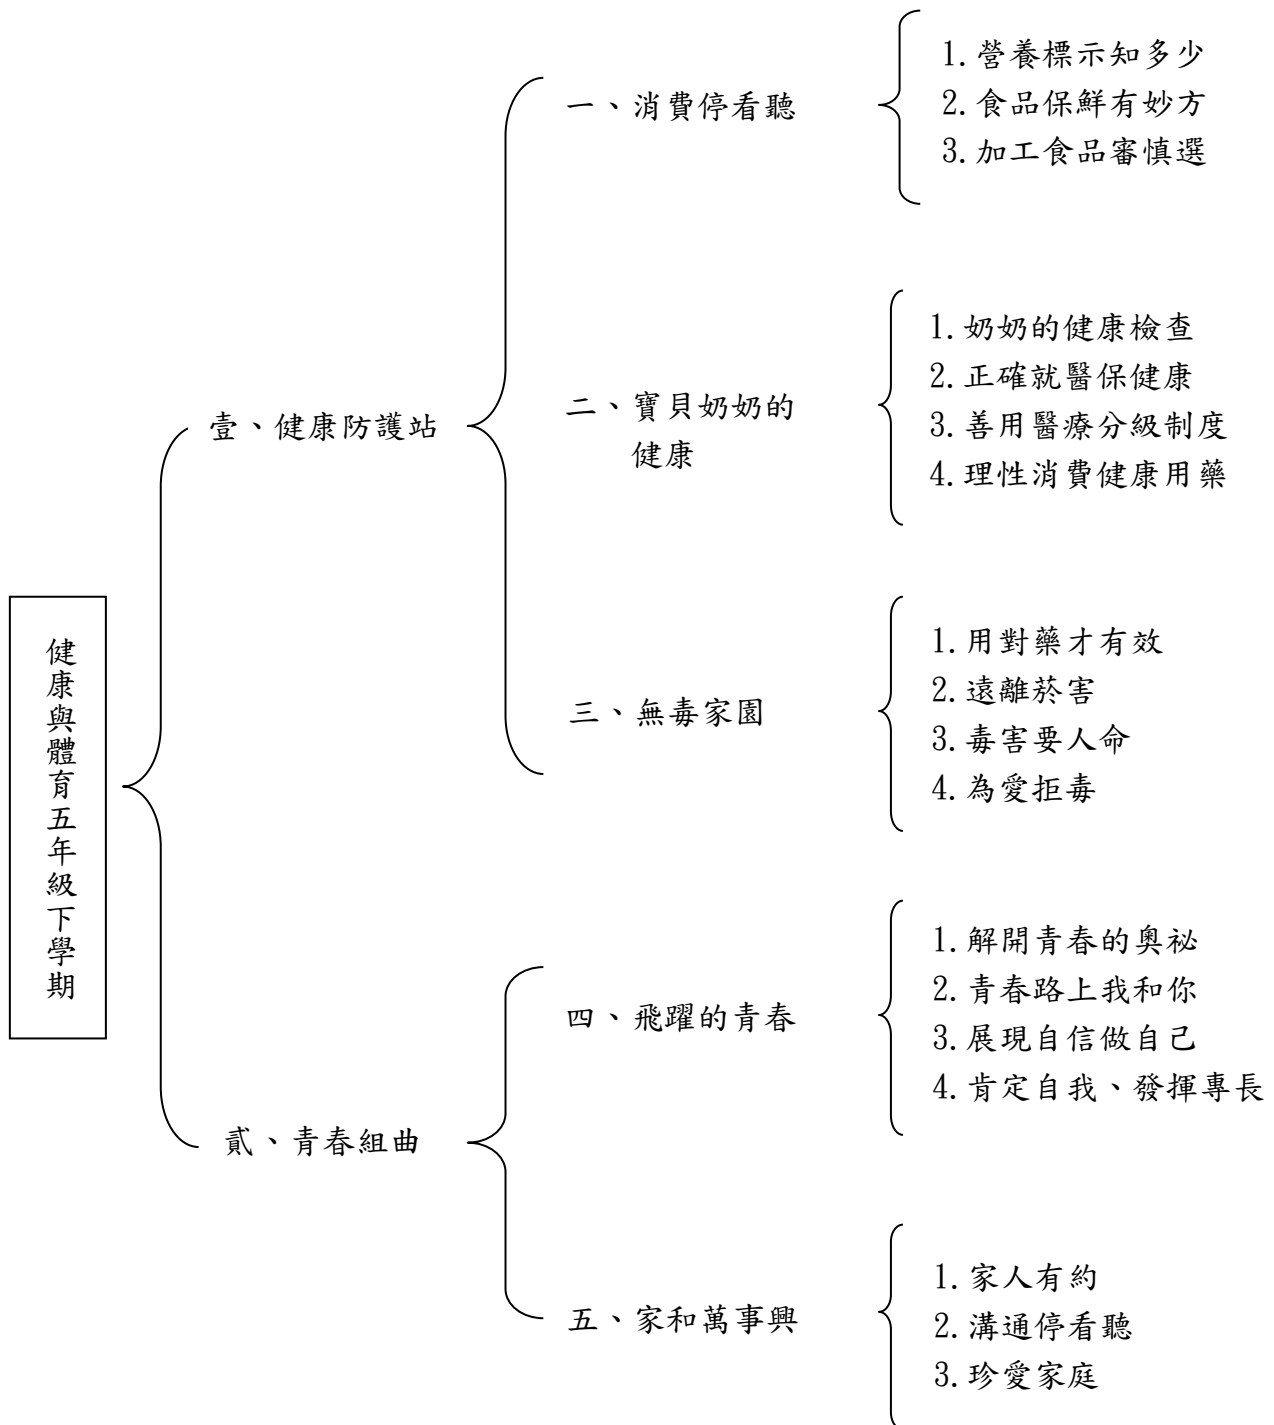 健康與體育五年級下學期
壹、健康防護站
一、消費停看聽
1.營養標示知多少
2.食品保鮮有妙方
3.加工食品審慎選
二、寶貝奶奶的
健康
1.奶奶的健康檢查
2.正確就醫保健康
3.善用醫療分級制度
4.理性消費健康用藥
三、無毒家園
1.用對藥才有效
2.遠離菸害
3.毒害要人命
4.為愛拒毒
貳、青春組曲
四、飛躍的青春
1.解開青春的奧祕
2.青春路上我和你
3.展現自信做自己
4.肯定自我、發揮專長
五、家和萬事興
1.家人有約
2.溝通停看聽
3.珍愛家庭